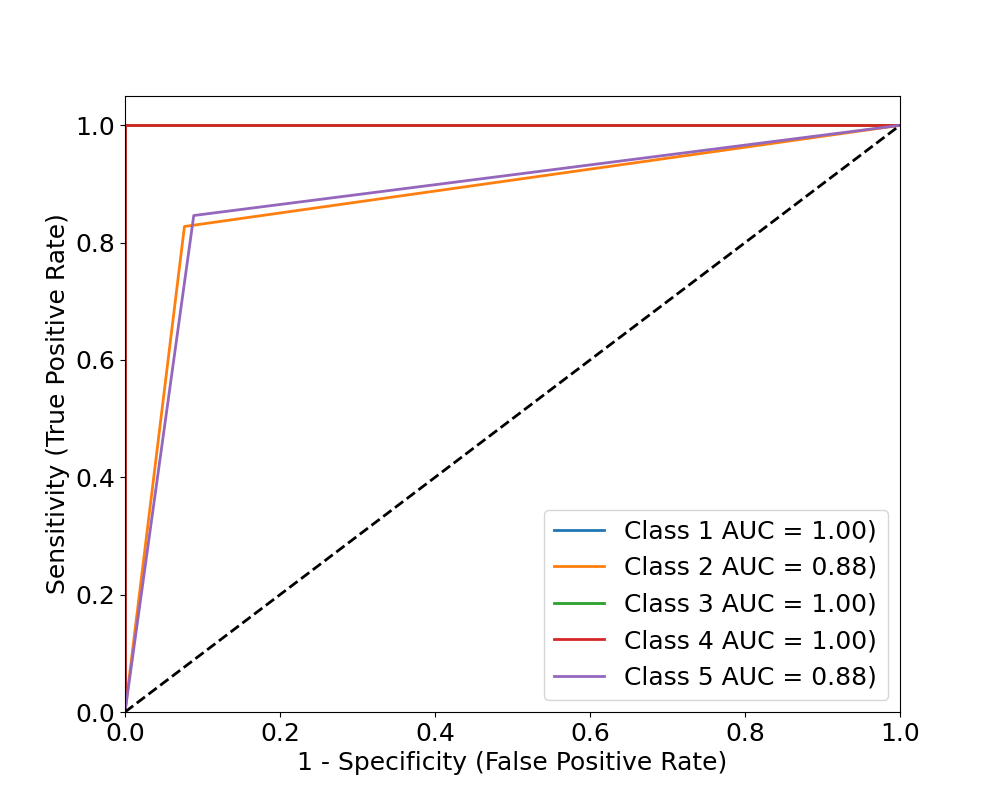 1.0
0.8
0.6
0.4
0.2
0.0
Sensitivity (True Positive Rate)
Class 1 AUC = 1.00)
Class 2 AUC = 0.88)
Class 3 AUC = 1.00)
Class 4 AUC = 1.00)
Class 5 AUC = 0.88)
0.0 0.2 0.4 0.6 0.8 1.0
1 - Specificity (False Positive Rate)